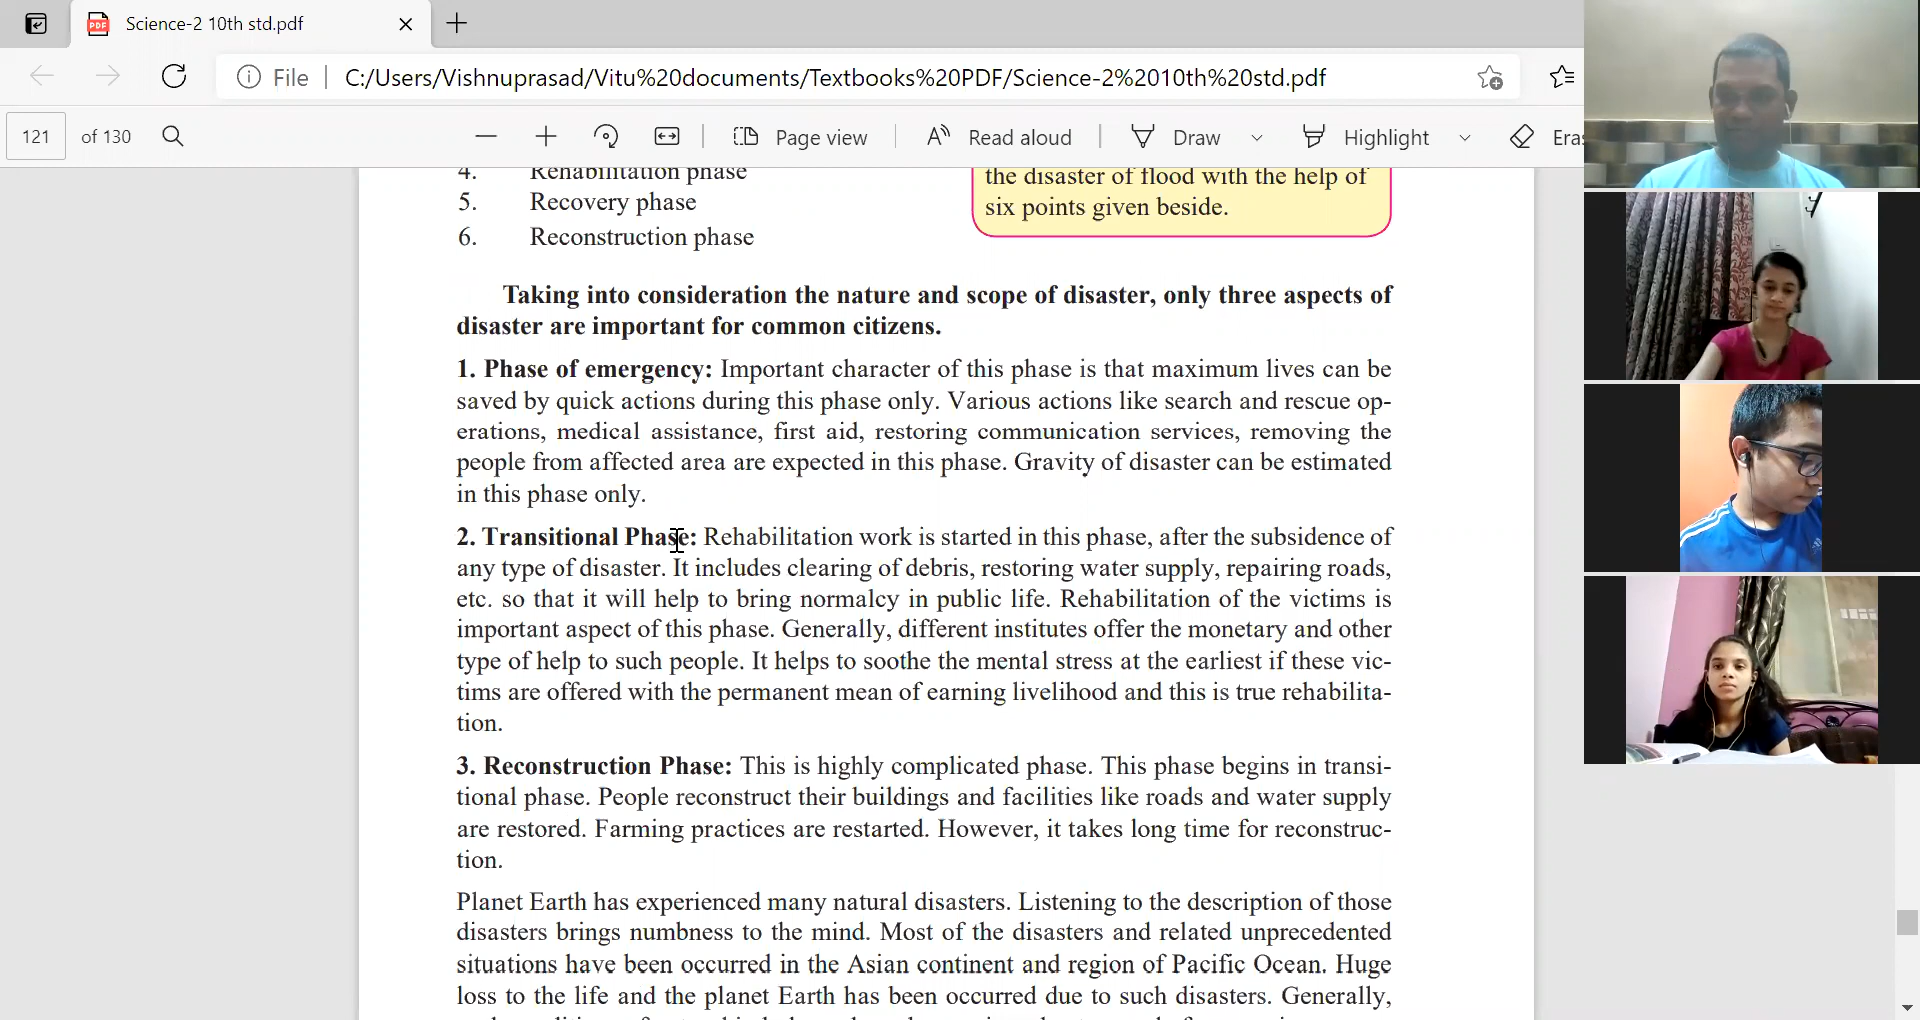 Science-2 10th std.pdf
File C:/Users/Vishnuprasad/Vitu%20documents/Textbooks%20PDF/Science-2%2010th%20std.pdf
121 of 130 Page view Read aloud Draw Highlight
4. Rehabilitation phase
5. Recovery phase
6. Reconstruction phase
the disaster of flood with the help of
six points given beside.
Taking into consideration the nature and scope of disaster, only three aspects of
disaster are important for common citizens.
1. Phase of emergency: Important character of this phase is that maximum lives can be
saved by quick actions during this phase only. Various actions like search and rescue op-
erations, medical assistance, first aid, restoring communication services, removing the
people from affected area are expected in this phase. Gravity of disaster can be estimated
in this phase only.
2. Transitional Phase: Rehabilitation work is started in this phase, after the subsidence of
any type of disaster. It includes clearing of debris, restoring water supply, repairing roads,
etc. so that it will help to bring normalcy in public life. Rehabilitation of the victims is
important aspect of this phase. Generally, different institutes offer the monetary and other
type of help to such people. It helps to soothe the mental stress at the earliest if these vic-
tims are offered with the permanent mean of earning livelihood and this is true rehabilita-
tion.
3. Reconstruction Phase: This is highly complicated phase. This phase begins in transi-
tional phase. People reconstruct their buildings and facilities like roads and water supply
are restored. Farming practices are restarted. However, it takes long time for reconstruc-
tion.
Planet Earth has experienced many natural disasters. Listening to the description of those
disasters brings numbness to the mind. Most of the disasters and related unprecedented
situations have been occurred in the Asian continent and region of Pacific Ocean. Huge
loss to the life and the planet Earth has been occurred due to such disasters. Generally,